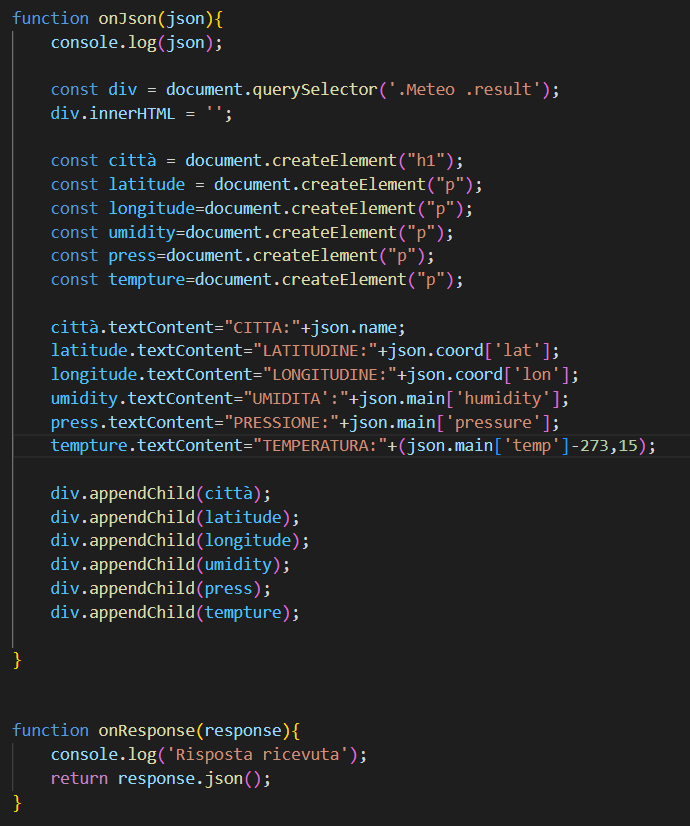 function onJson(json){
    console.log(json);
    const div = document.querySelector('.Meteo .result');
    div.innerHTML = '';
    const città = document.createElement("h1");
    const latitude = document.createElement("p");
    const longitude=document.createElement("p");
    const umidity=document.createElement("p");
    const press=document.createElement("p");
    const tempture=document.createElement("p");
    città.textContent="CITTA:"+json.name;
    latitude.textContent="LATITUDINE:"+json.coord['lat'];
    longitude.textContent="LONGITUDINE:"+json.coord['lon'];
    umidity.textContent="UMIDITA':"+json.main['humidity'];
    press.textContent="PRESSIONE:"+json.main['pressure'];
    tempture.textContent="TEMPERATURA:"+(json.main['temp']-273,15);
    div.appendChild(città);
    div.appendChild(latitude);
    div.appendChild(longitude);
    div.appendChild(umidity);
    div.appendChild(press);
    div.appendChild(tempture);
}
function onResponse(response){
    console.log('Risposta ricevuta');
    return response.json();
}